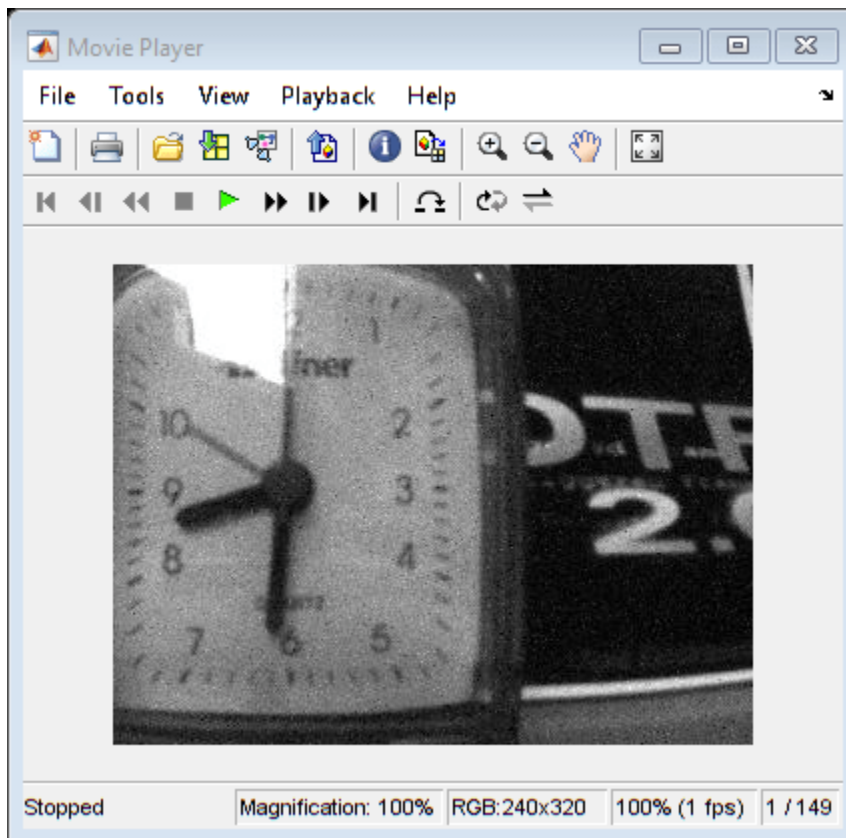 Movie Player
File Tools View Playback Help
1
10
2
9
3
8
4
7
6
5
OTF
2.
Stopped Magnification: 100% RGB:240x320 100% (1 fps) 1 / 149